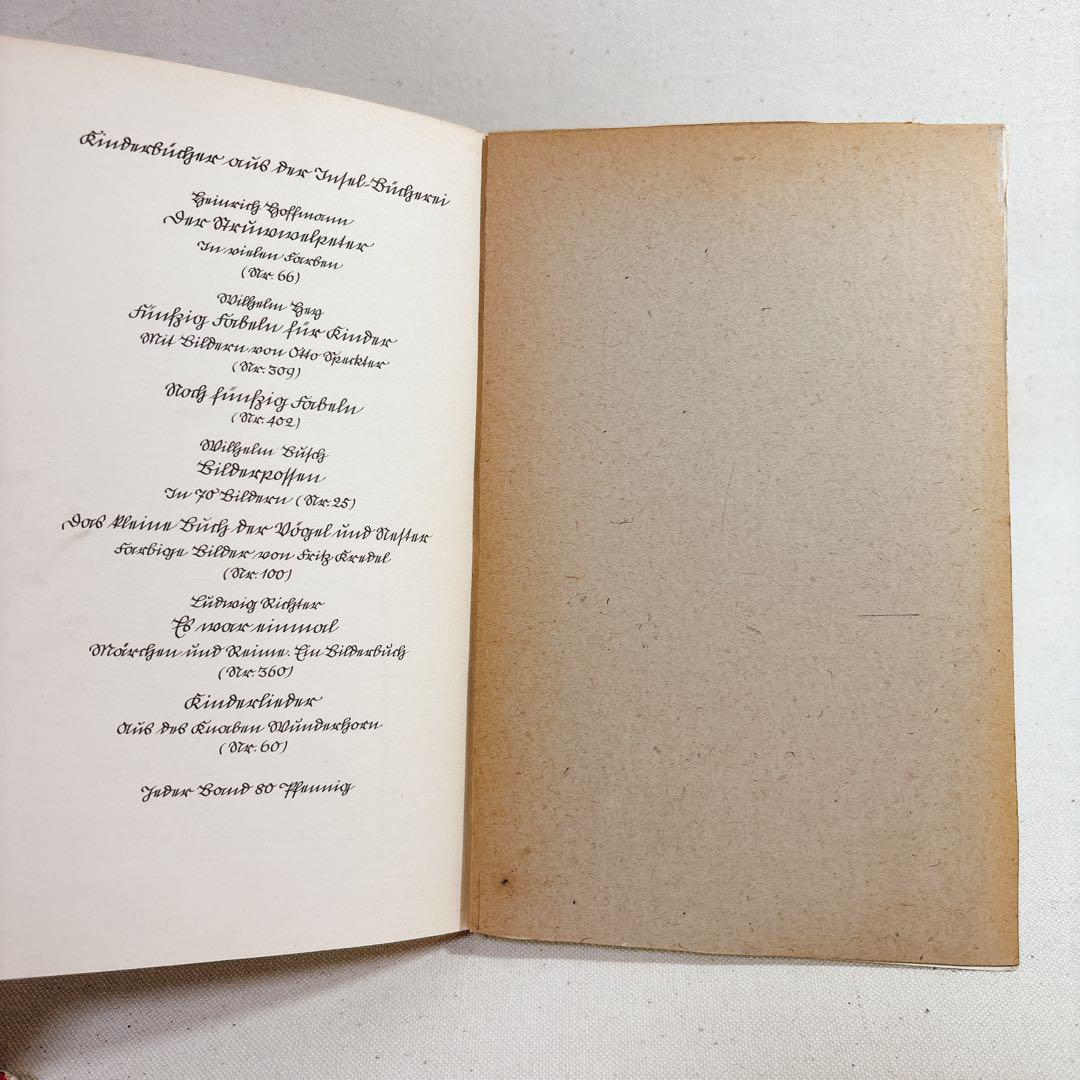 Kinderbücher aus der Insel-Bücherei
Heinrich Hoffmann
Der Struwwelpeter
In vielen Farben
(Nr. 66)
Wilhelm Hey
Fünfzig Fabeln für Kinder
Mit Bildern von Otto Speckter
(Nr. 309)
Noch fünfzig Fabeln
(Nr. 402)
Wilhelm Busch
Bilderpossen
In 70 Bildern (Nr. 25)
Das kleine Buch der Vögel und Nester
Farbige Bilder von Fritz Kredel
(Nr. 100)
Ludwig Richter
Es war einmal
Märchen und Reime. Ein Bilderbuch
(Nr. 360)
Kinderlieder
Aus des Knaben Wunderhorn
(Nr. 60)
Jeder Band 80 Pfennig